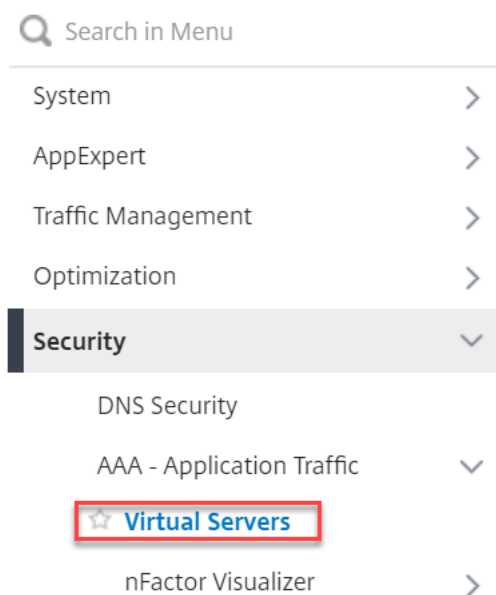 Search in Menu
System
AppExpert
Traffic Management
Optimization
Security
DNS Security
AAA - Application Traffic
Virtual Servers
nFactor Visualizer